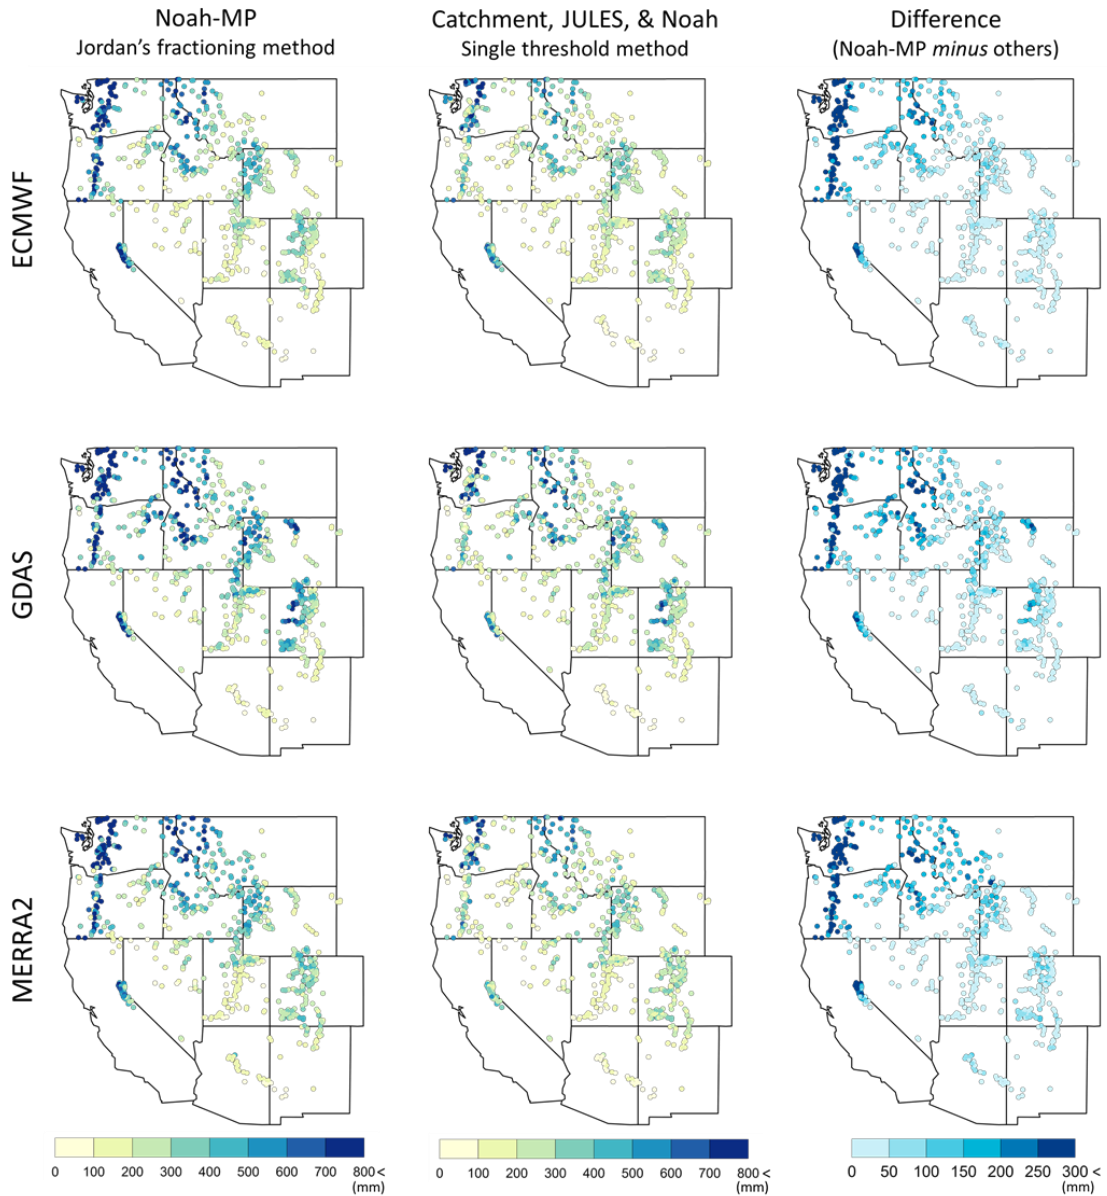 Noah-MP
Jordan's fractioning method
Catchment, JULES, & Noah
Single threshold method
Difference
(Noah-MP minus others)
ECMWF
GDAS
MERRA2
0 100 200 300 400 500 600 700 800 <
(mm)
0 100 200 300 400 500 600 700 800 <
(mm)
0 50 100 150 200 250 300 <
(mm)